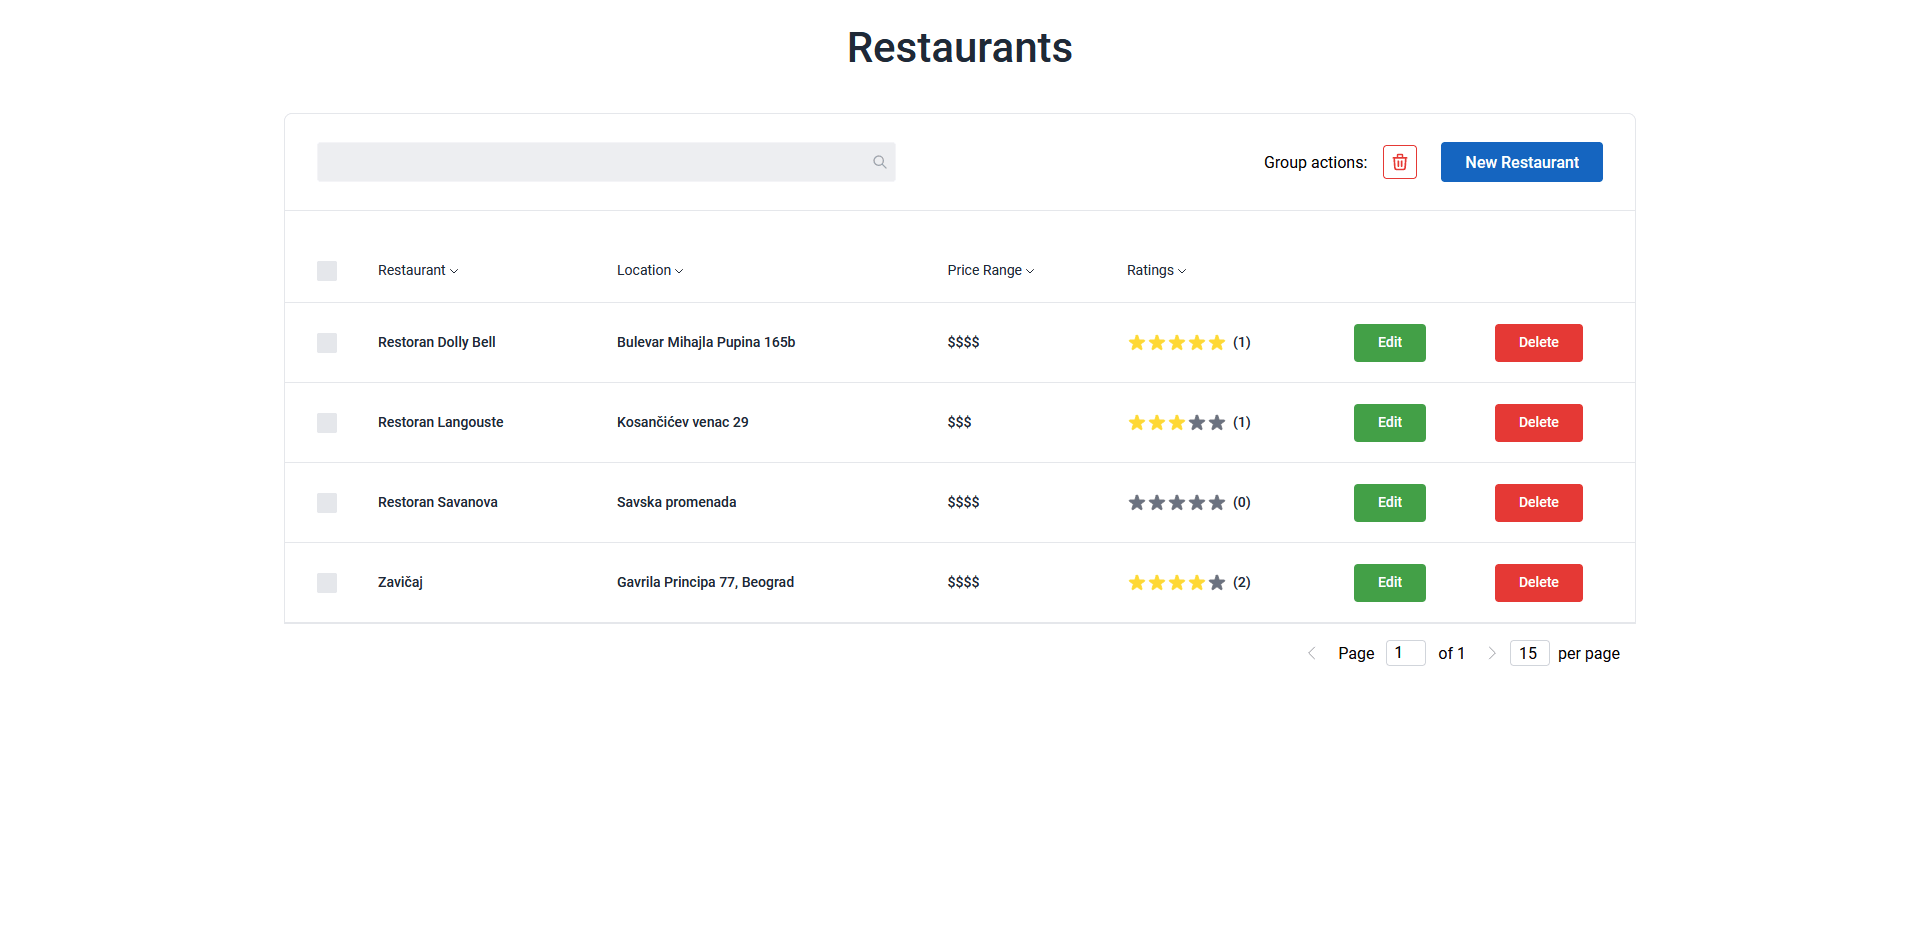 Restaurants
Group actions: New Restaurant
Restaurant Location Price Range Ratings
Restoran Dolly Bell Bulevar Mihajla Pupina 165b $$$$ (1) Edit Delete
Restoran Langouste Kosančićev venac 29 $$$ (1) Edit Delete
Restoran Savanova Savska promenada $$$$ (0) Edit Delete
Zavičaj Gavrila Principa 77, Beograd $$$$ (2) Edit Delete
Page 1 of 1 15 per page